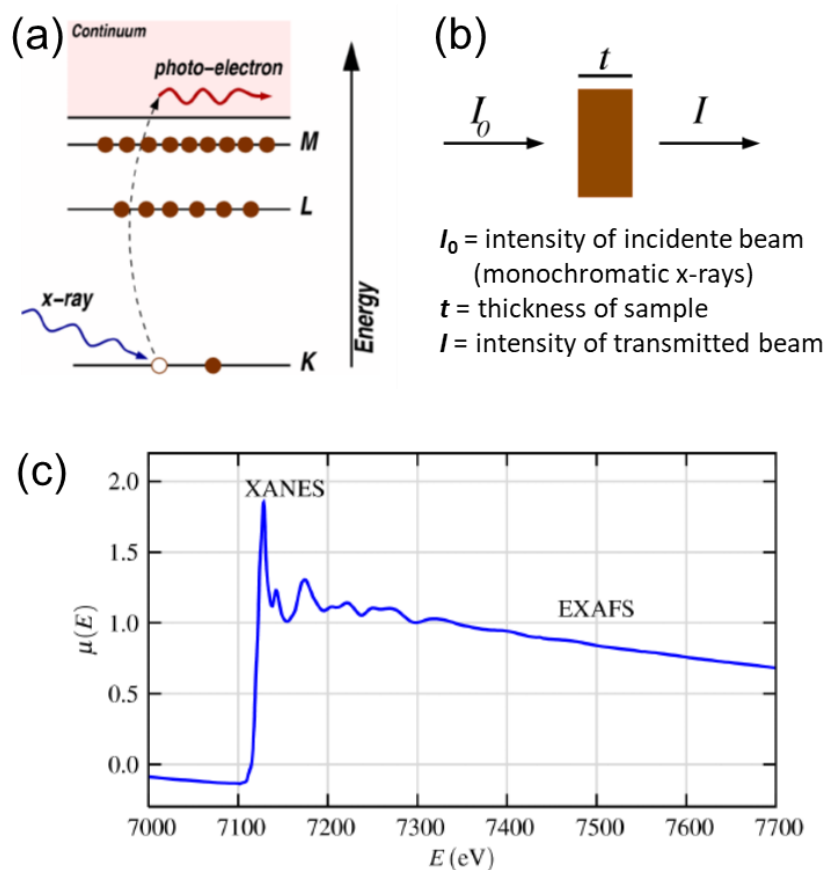 (a)
Continuum
photo–electron
M
L
x–ray
K
Energy
(b)
t
I0
I
I0 = intensity of incidente beam
(monochromatic x-rays)
t = thickness of sample
I = intensity of transmitted beam
(c)
XANES
EXAFS
μ(E)
2.0
1.5
1.0
0.5
0.0
7000 7100 7200 7300 7400 7500 7600 7700
E (eV)